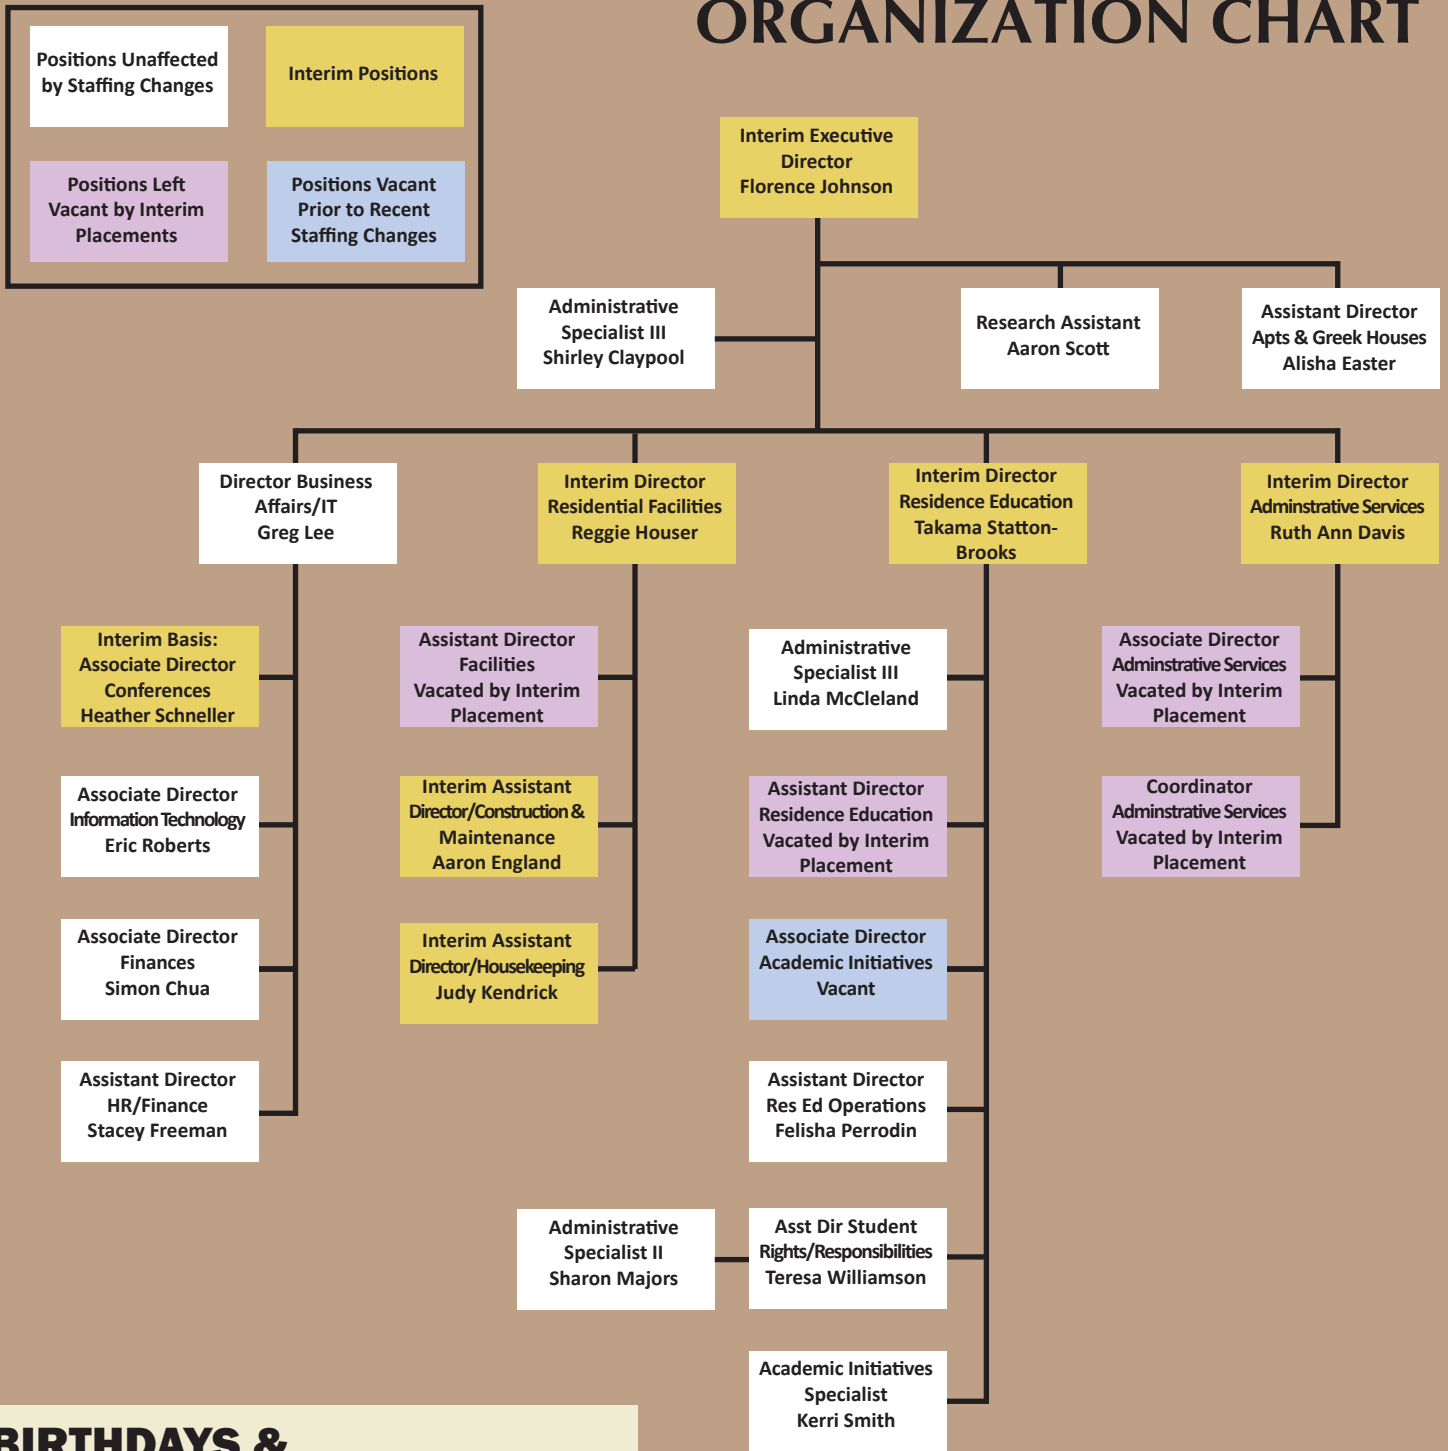 ORGANIZATION CHART
Positions Unaffected
by Staffing Changes
Interim Positions
Positions Left
Vacant by Interim
Placements
Positions Vacant
Prior to Recent
Staffing Changes
Interim Executive
Director
Florence Johnson
Administrative
Specialist III
Shirley Claypool
Research Assistant
Aaron Scott
Assistant Director
Apts & Greek Houses
Alisha Easter
Director Business
Affairs/IT
Greg Lee
Interim Director
Residential Facilities
Reggie Houser
Interim Director
Residence Education
Takama Statton-
Brooks
Interim Director
Adminstrative Services
Ruth Ann Davis
Interim Basis:
Associate Director
Conferences
Heather Schneller
Assistant Director
Facilities
Vacated by Interim
Placement
Administrative
Specialist III
Linda McCleland
Associate Director
Adminstrative Services
Vacated by Interim
Placement
Associate Director
Information Technology
Eric Roberts
Interim Assistant
Director/Construction &
Maintenance
Aaron England
Assistant Director
Residence Education
Vacated by Interim
Placement
Coordinator
Adminstrative Services
Vacated by Interim
Placement
Associate Director
Finances
Simon Chua
Interim Assistant
Director/Housekeeping
Judy Kendrick
Associate Director
Academic Initiatives
Vacant
Assistant Director
HR/Finance
Stacey Freeman
Assistant Director
Res Ed Operations
Felisha Perrodin
Administrative
Specialist II
Sharon Majors
Asst Dir Student
Rights/Responsibilities
Teresa Williamson
Academic Initiatives
Specialist
Kerri Smith
BIRTHDAYS &